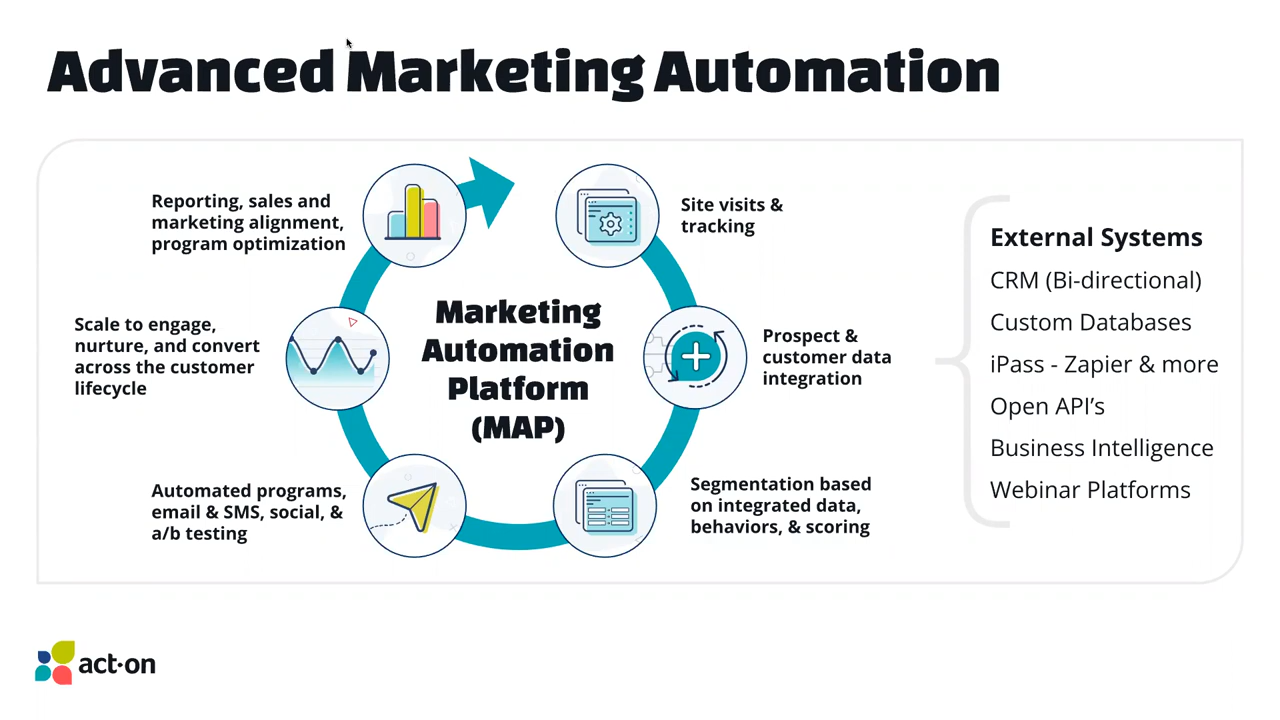 Advanced Marketing Automation
Reporting, sales and
marketing alignment,
program optimization
Site visits &
tracking
Scale to engage,
nurture, and convert
across the customer
lifecycle
Marketing
Automation
Platform
(MAP)
Prospect &
customer data
integration
Automated programs,
email & SMS, social, &
a/b testing
Segmentation based
on integrated data,
behaviors, & scoring
External Systems
CRM (Bi-directional)
Custom Databases
iPass - Zapier & more
Open API’s
Business Intelligence
Webinar Platforms
act·on